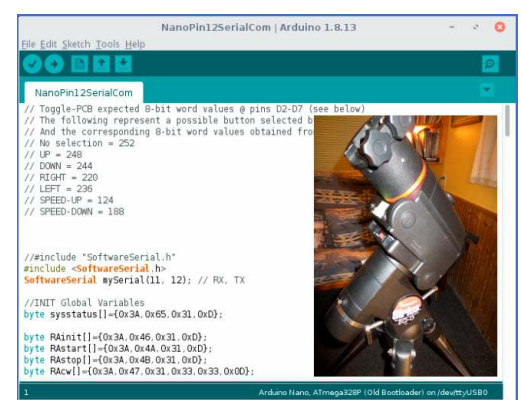 NanoPin12SerialCom | Arduino 1.8.13
File Edit Sketch Tools Help
NanoPin12SerialCom
// Toggle-PCB expected 8-bit word values @ pins D2-D7 (see below)
// The following represent a possible button selected b
// And the corresponding 8-bit word values obtained fro
// No selection = 252
// UP = 248
// DOWN = 244
// RIGHT = 220
// LEFT = 236
// SPEED-UP = 124
// SPEED-DOWN = 188
//#include "SoftwareSerial.h"
#include <SoftwareSerial.h>
SoftwareSerial mySerial(11, 12); // RX, TX
//INIT Global Variables
byte sysstatus[]={0x3A,0x65,0x31,0xD};
byte RAinit[]={0x3A,0x46,0x31,0xD};
byte RAstart[]={0x3A,0x4A,0x31,0xD};
byte RAstop[]={0x3A,0x4B,0x31,0xD};
byte RAcw[]={0x3A,0x47,0x31,0x33,0x33,0x0D};
1
Arduino Nano, ATmega328P (Old Bootloader) on /dev/ttyUSB0